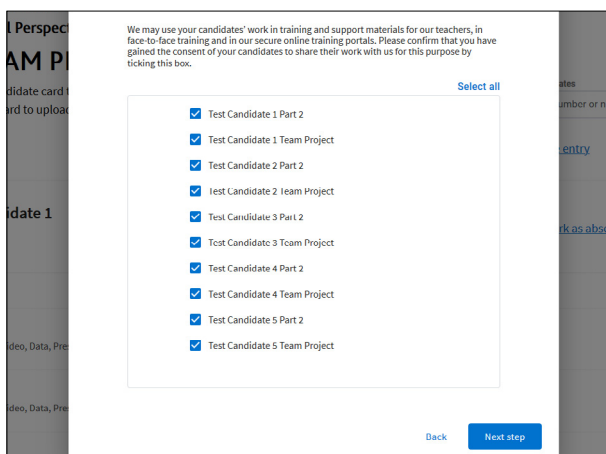 We may use your candidates' work in training and support materials for our teachers, in
face-to-face training and in our secure online training portals. Please confirm that you have
gained the consent of your candidates to share their work with us for this purpose by
ticking this box.
Select all
Test Candidate 1 Part 2
Test Candidate 1 Team Project
Test Candidate 2 Part 2
Test Candidate 2 Team Project
Test Candidate 3 Part 2
Test Candidate 3 Team Project
Test Candidate 4 Part 2
Test Candidate 4 Team Project
Test Candidate 5 Part 2
Test Candidate 5 Team Project
Back
Next step
l Perspect
AM P
didate card t
ard to upload
idate 1
ideo, Data, Pre
ideo, Data, Pre
ates
umber or n
entry
rk as abs